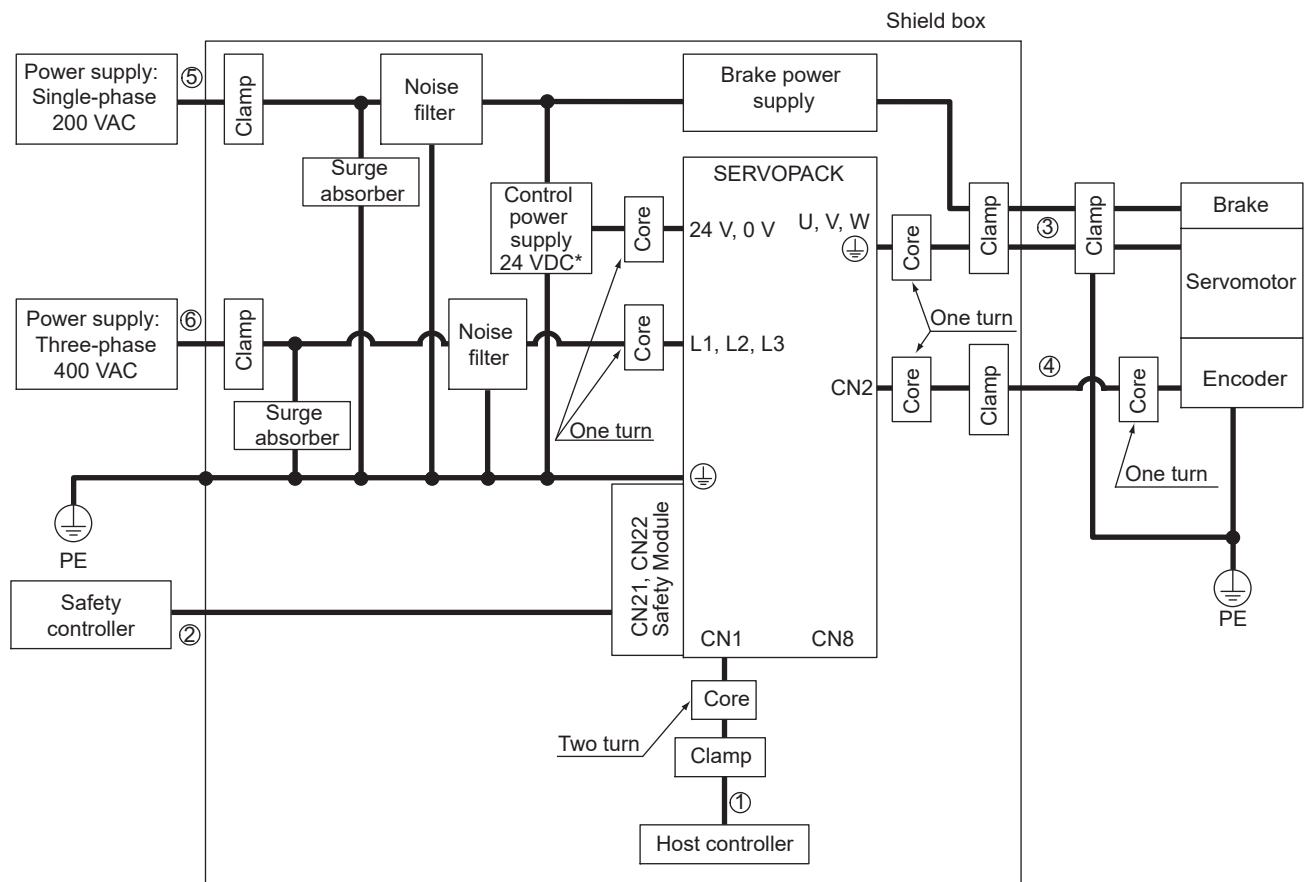 Shield box
Power supply:
Single-phase
200 VAC
⑤
Clamp
Noise
filter
Brake power
supply
Surge
absorber
Control
power
supply
24 VDC*
Core
SERVOPACK
24 V, 0 V
U, V, W
Core
Clamp
③
Clamp
Brake
Servomotor
Power supply:
Three-phase
400 VAC
⑥
Clamp
Noise
filter
Core
L1, L2, L3
One turn
CN2
Core
Clamp
④
Core
Encoder
Surge
absorber
One turn
One turn
PE
CN21, CN22
Safety Module
PE
Safety
controller
②
CN1
CN8
Core
Two turn
Clamp
①
Host controller